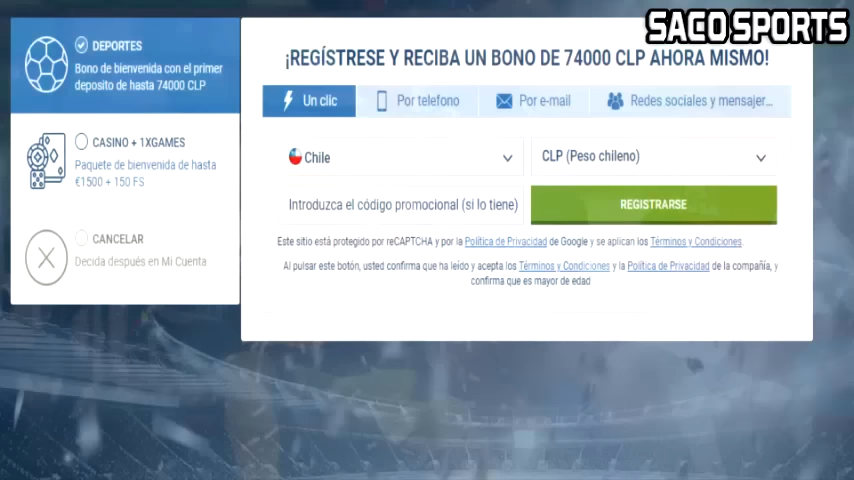 SACO SPORTS
DEPORTES
Bono de bienvenida con el primer
deposito de hasta 74000 CLP
CASINO + 1XGAMES
Paquete de bienvenida de hasta
€1500 + 150 FS
CANCELAR
Decida después en Mi Cuenta
¡REGÍSTRESE Y RECIBA UN BONO DE 74000 CLP AHORA MISMO!
Un clic
Por telefono
Por e-mail
Redes sociales y mensajer...
Chile
CLP (Peso chileno)
Introduzca el código promocional (si lo tiene)
REGISTRARSE
Este sitio está protegido por reCAPTCHA y por la Política de Privacidad de Google y se aplican los Términos y Condiciones.
Al pulsar este botón, usted confirma que ha leído y acepta los Términos y Condiciones y la Política de Privacidad de la compañía, y
confirma que es mayor de edad